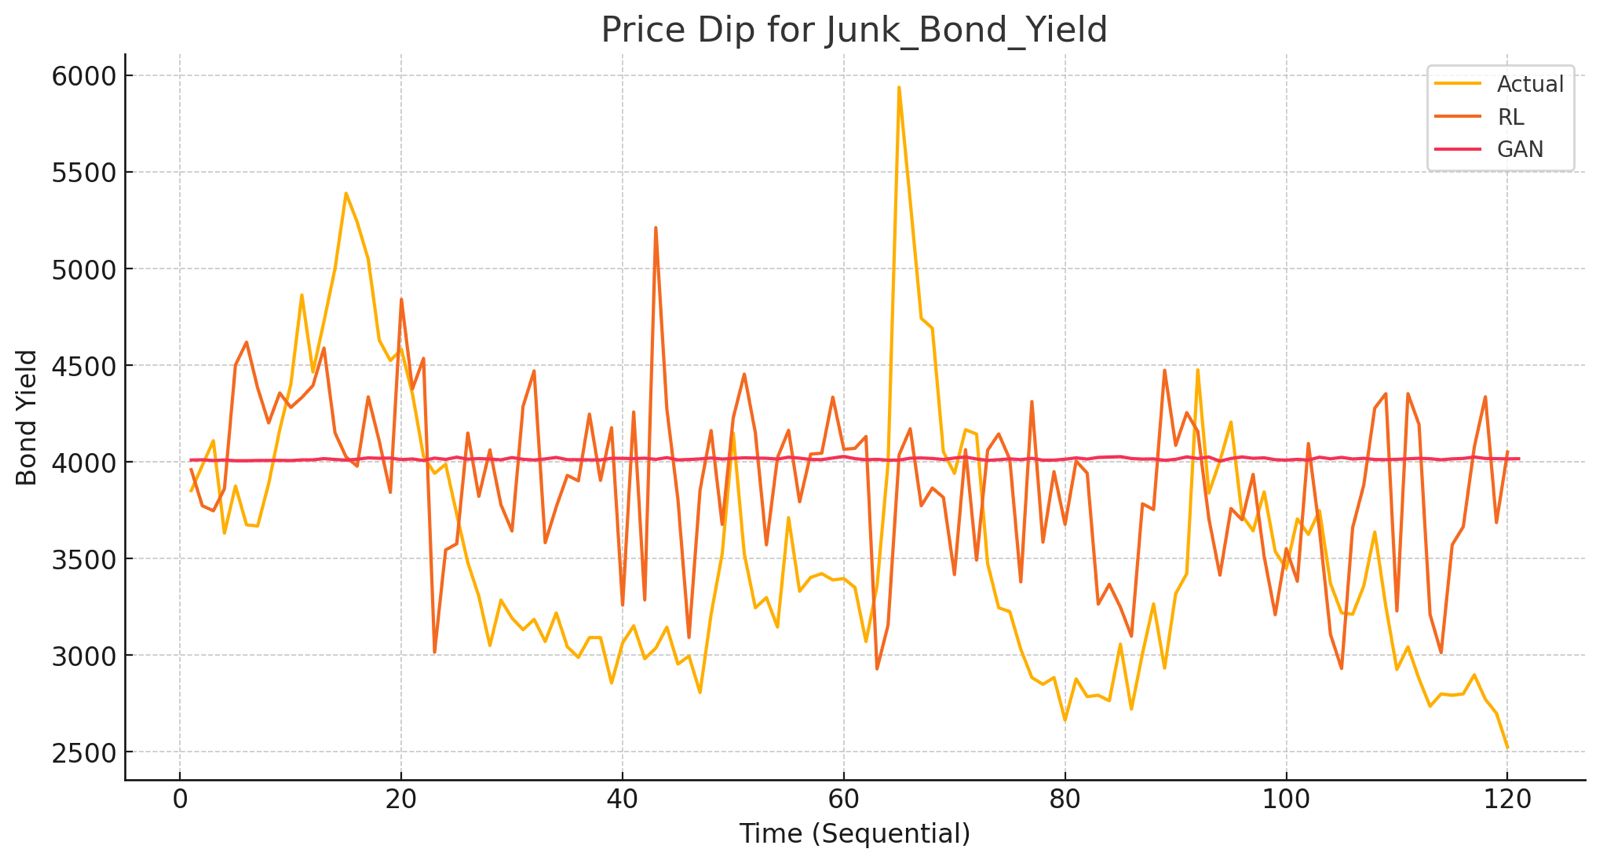 Price Dip for Junk_Bond_Yield
Actual
RL
GAN
Bond Yield
6000
5500
5000
4500
4000
3500
3000
2500
0 20 40 60 80 100 120
Time (Sequential)